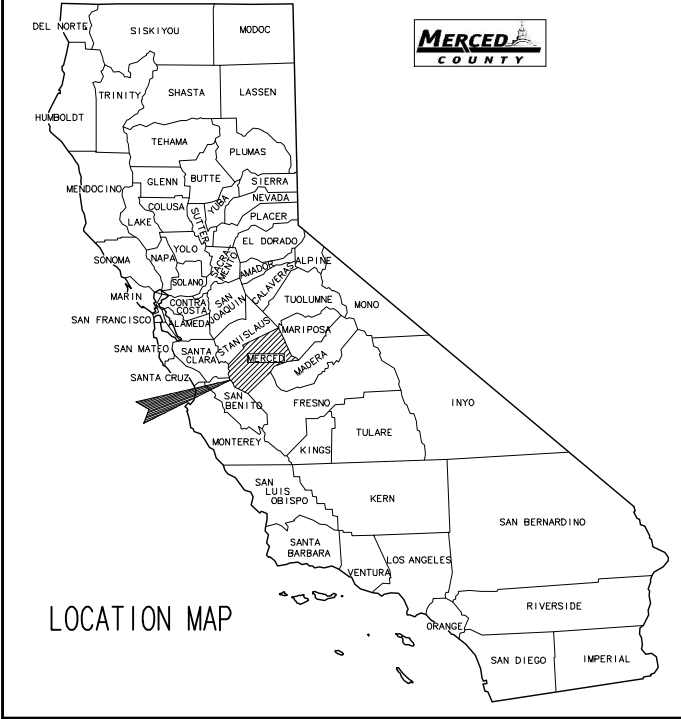 DEL NORTE
SISKIYOU
MODOC
MERCED
COUNTY
TRINITY
SHASTA
LASSEN
HUMBOLDT
TEHAMA
PLUMAS
MENDOCINO
GLENN
BUTTE
SIERRA
NEVADA
COLUSA
SUTTER
YUBA
PLACER
LAKE
EL DORADO
SONOMA
NAPA
YOLO
SACRA
MENTO
AMADOR
ALPINE
SOLANO
CALAVERAS
MARIN
CONTRA
COSTA
SAN
JOAQUIN
TUOLUMNE
MONO
SAN FRANCISCO
ALAMEDA
STANISLAUS
MARIPOSA
SAN MATEO
SANTA
CLARA
MERCED
MADERA
SANTA CRUZ
SAN
BENITO
FRESNO
INYO
MONTEREY
KINGS
TULARE
SAN
LUIS
OBISPO
KERN
SAN BERNARDINO
SANTA
BARBARA
VENTURA
LOS ANGELES
LOCATION MAP
ORANGE
RIVERSIDE
SAN DIEGO
IMPERIAL